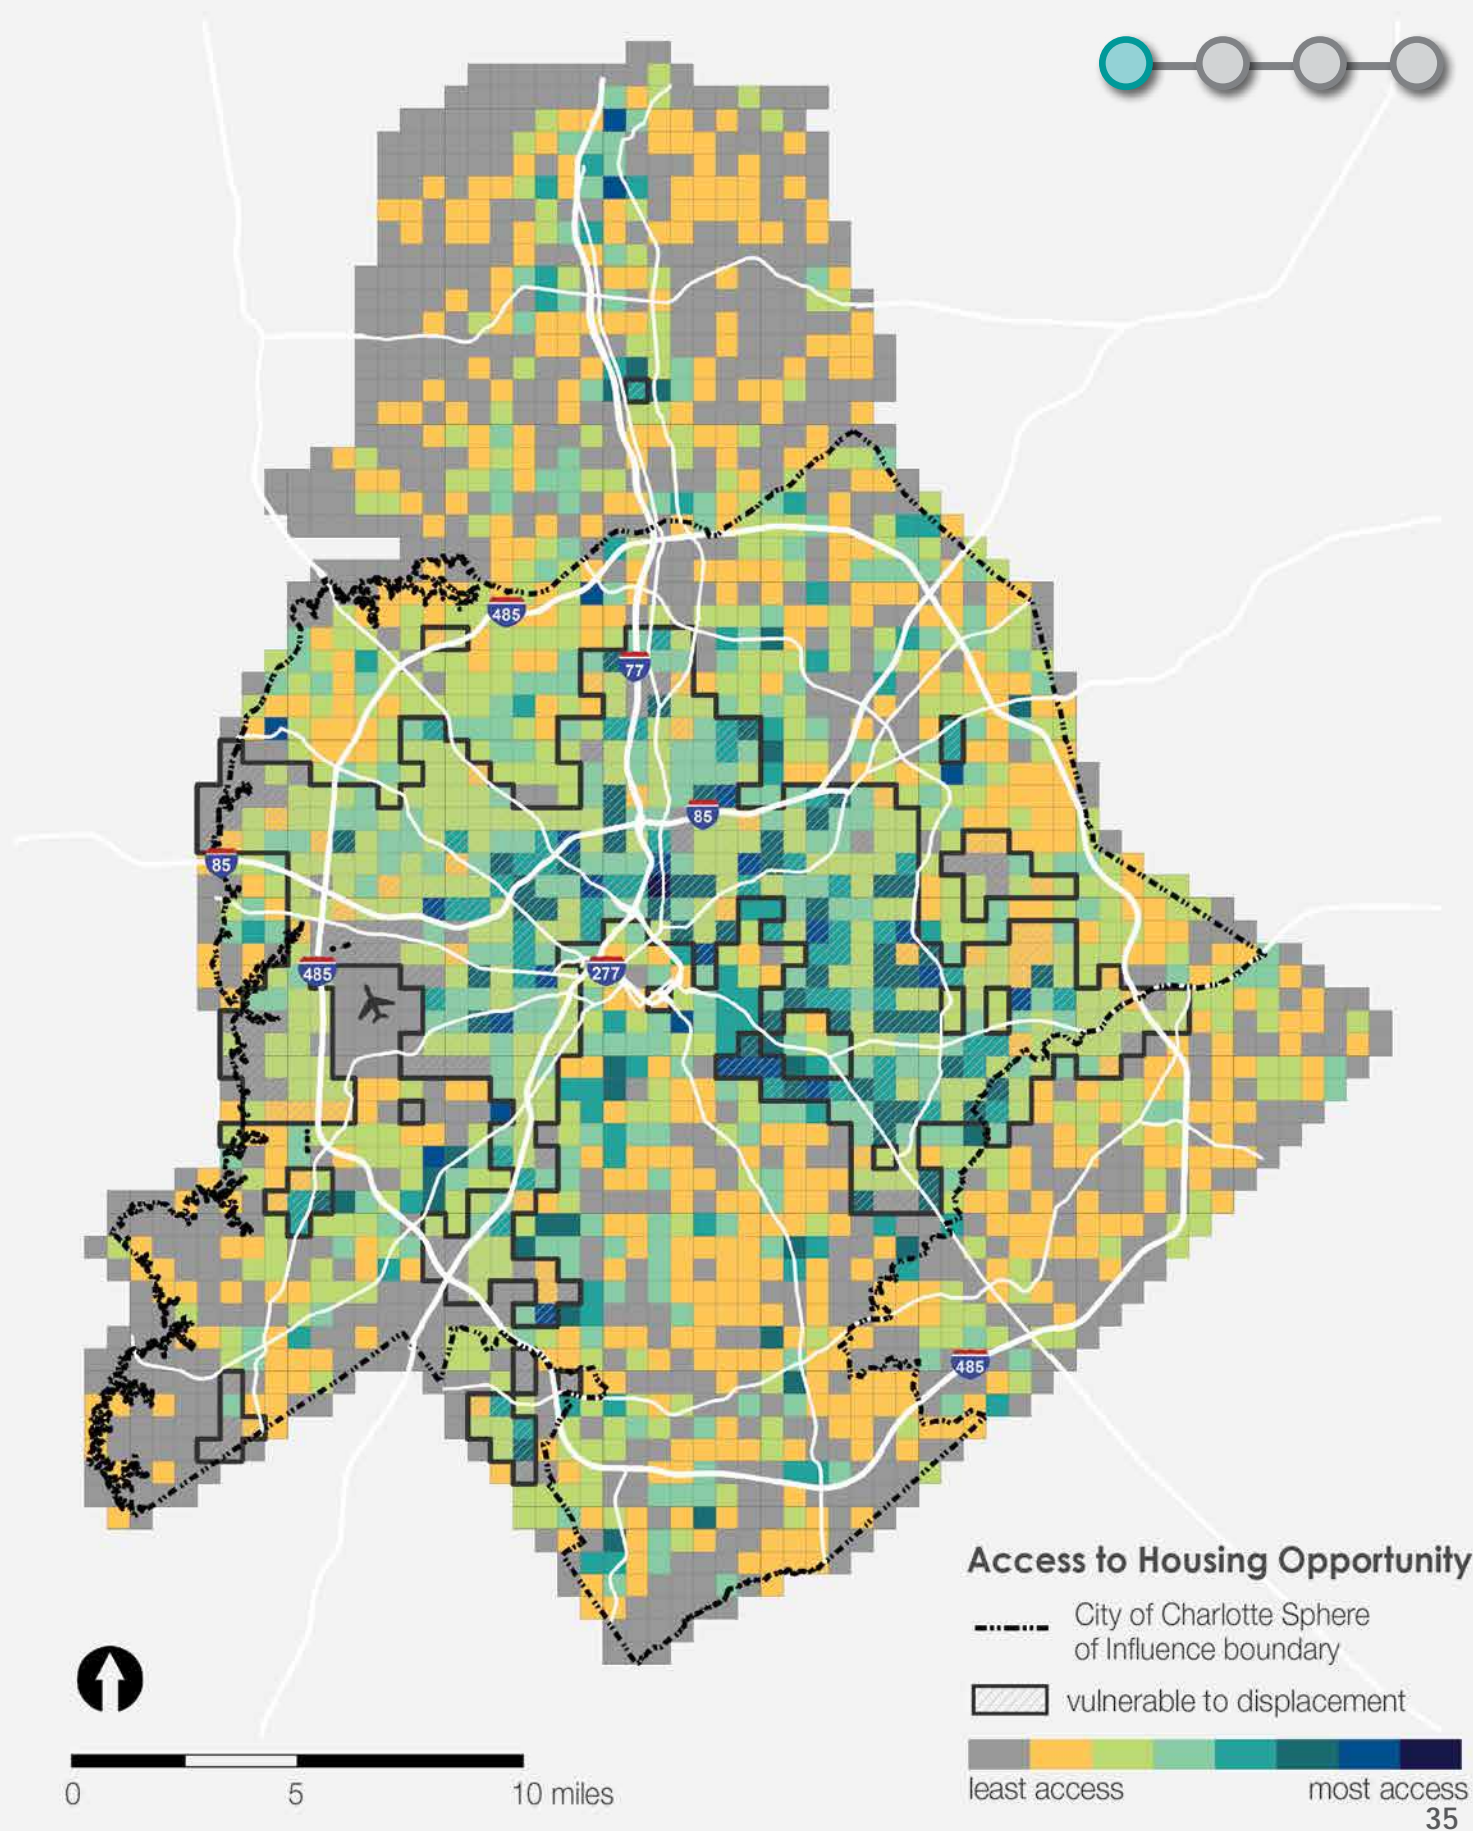 485
77
85
85
485
277
485
Access to Housing Opportunity
City of Charlotte Sphere
of Influence boundary
vulnerable to displacement
least access most access
0 5 10 miles
35